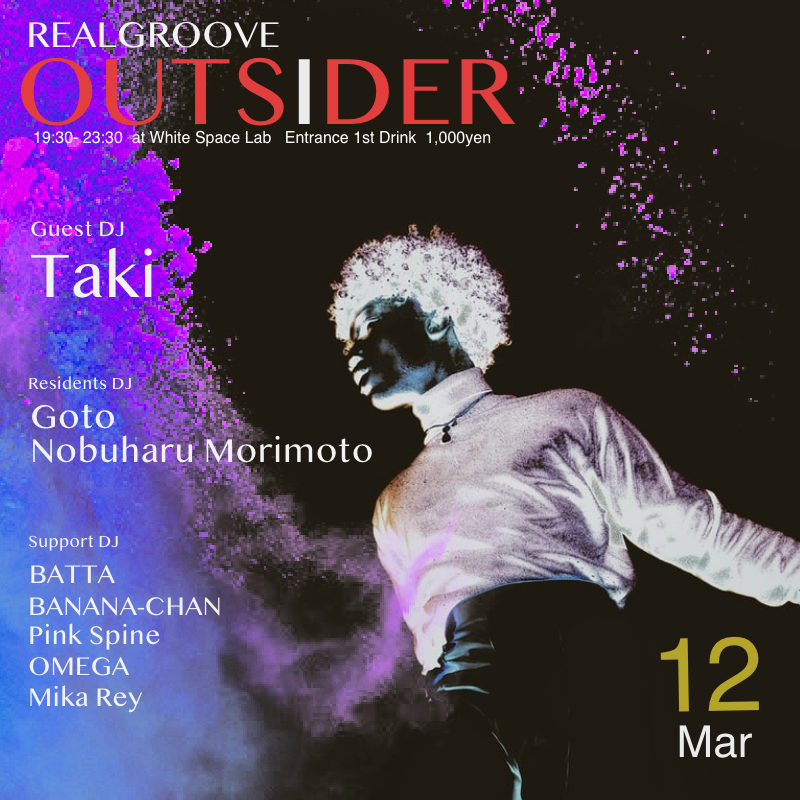 REALGROOVE
OUTSIDER
19:30- 23:30 at White Space Lab Entrance 1st Drink 1,000yen
Guest DJ
Taki
Residents DJ
Goto
Nobuharu Morimoto
Support DJ
BATTA
BANANA-CHAN
Pink Spine
OMEGA
Mika Rey
12
Mar